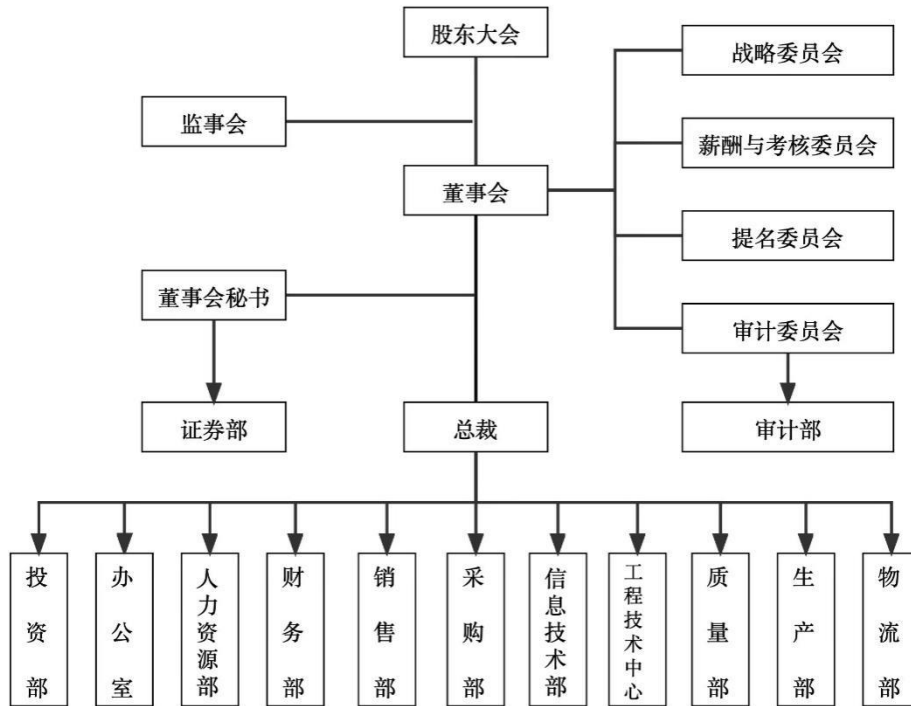 股东大会
战略委员会
监事会
薪酬与考核委员会
董事会
提名委员会
董事会秘书
审计委员会
证券部
总裁
审计部
投资部
办公室
人力资源部
财务部
销售部
采购部
信息技术部
工程技术中心
质量部
生产部
物流部